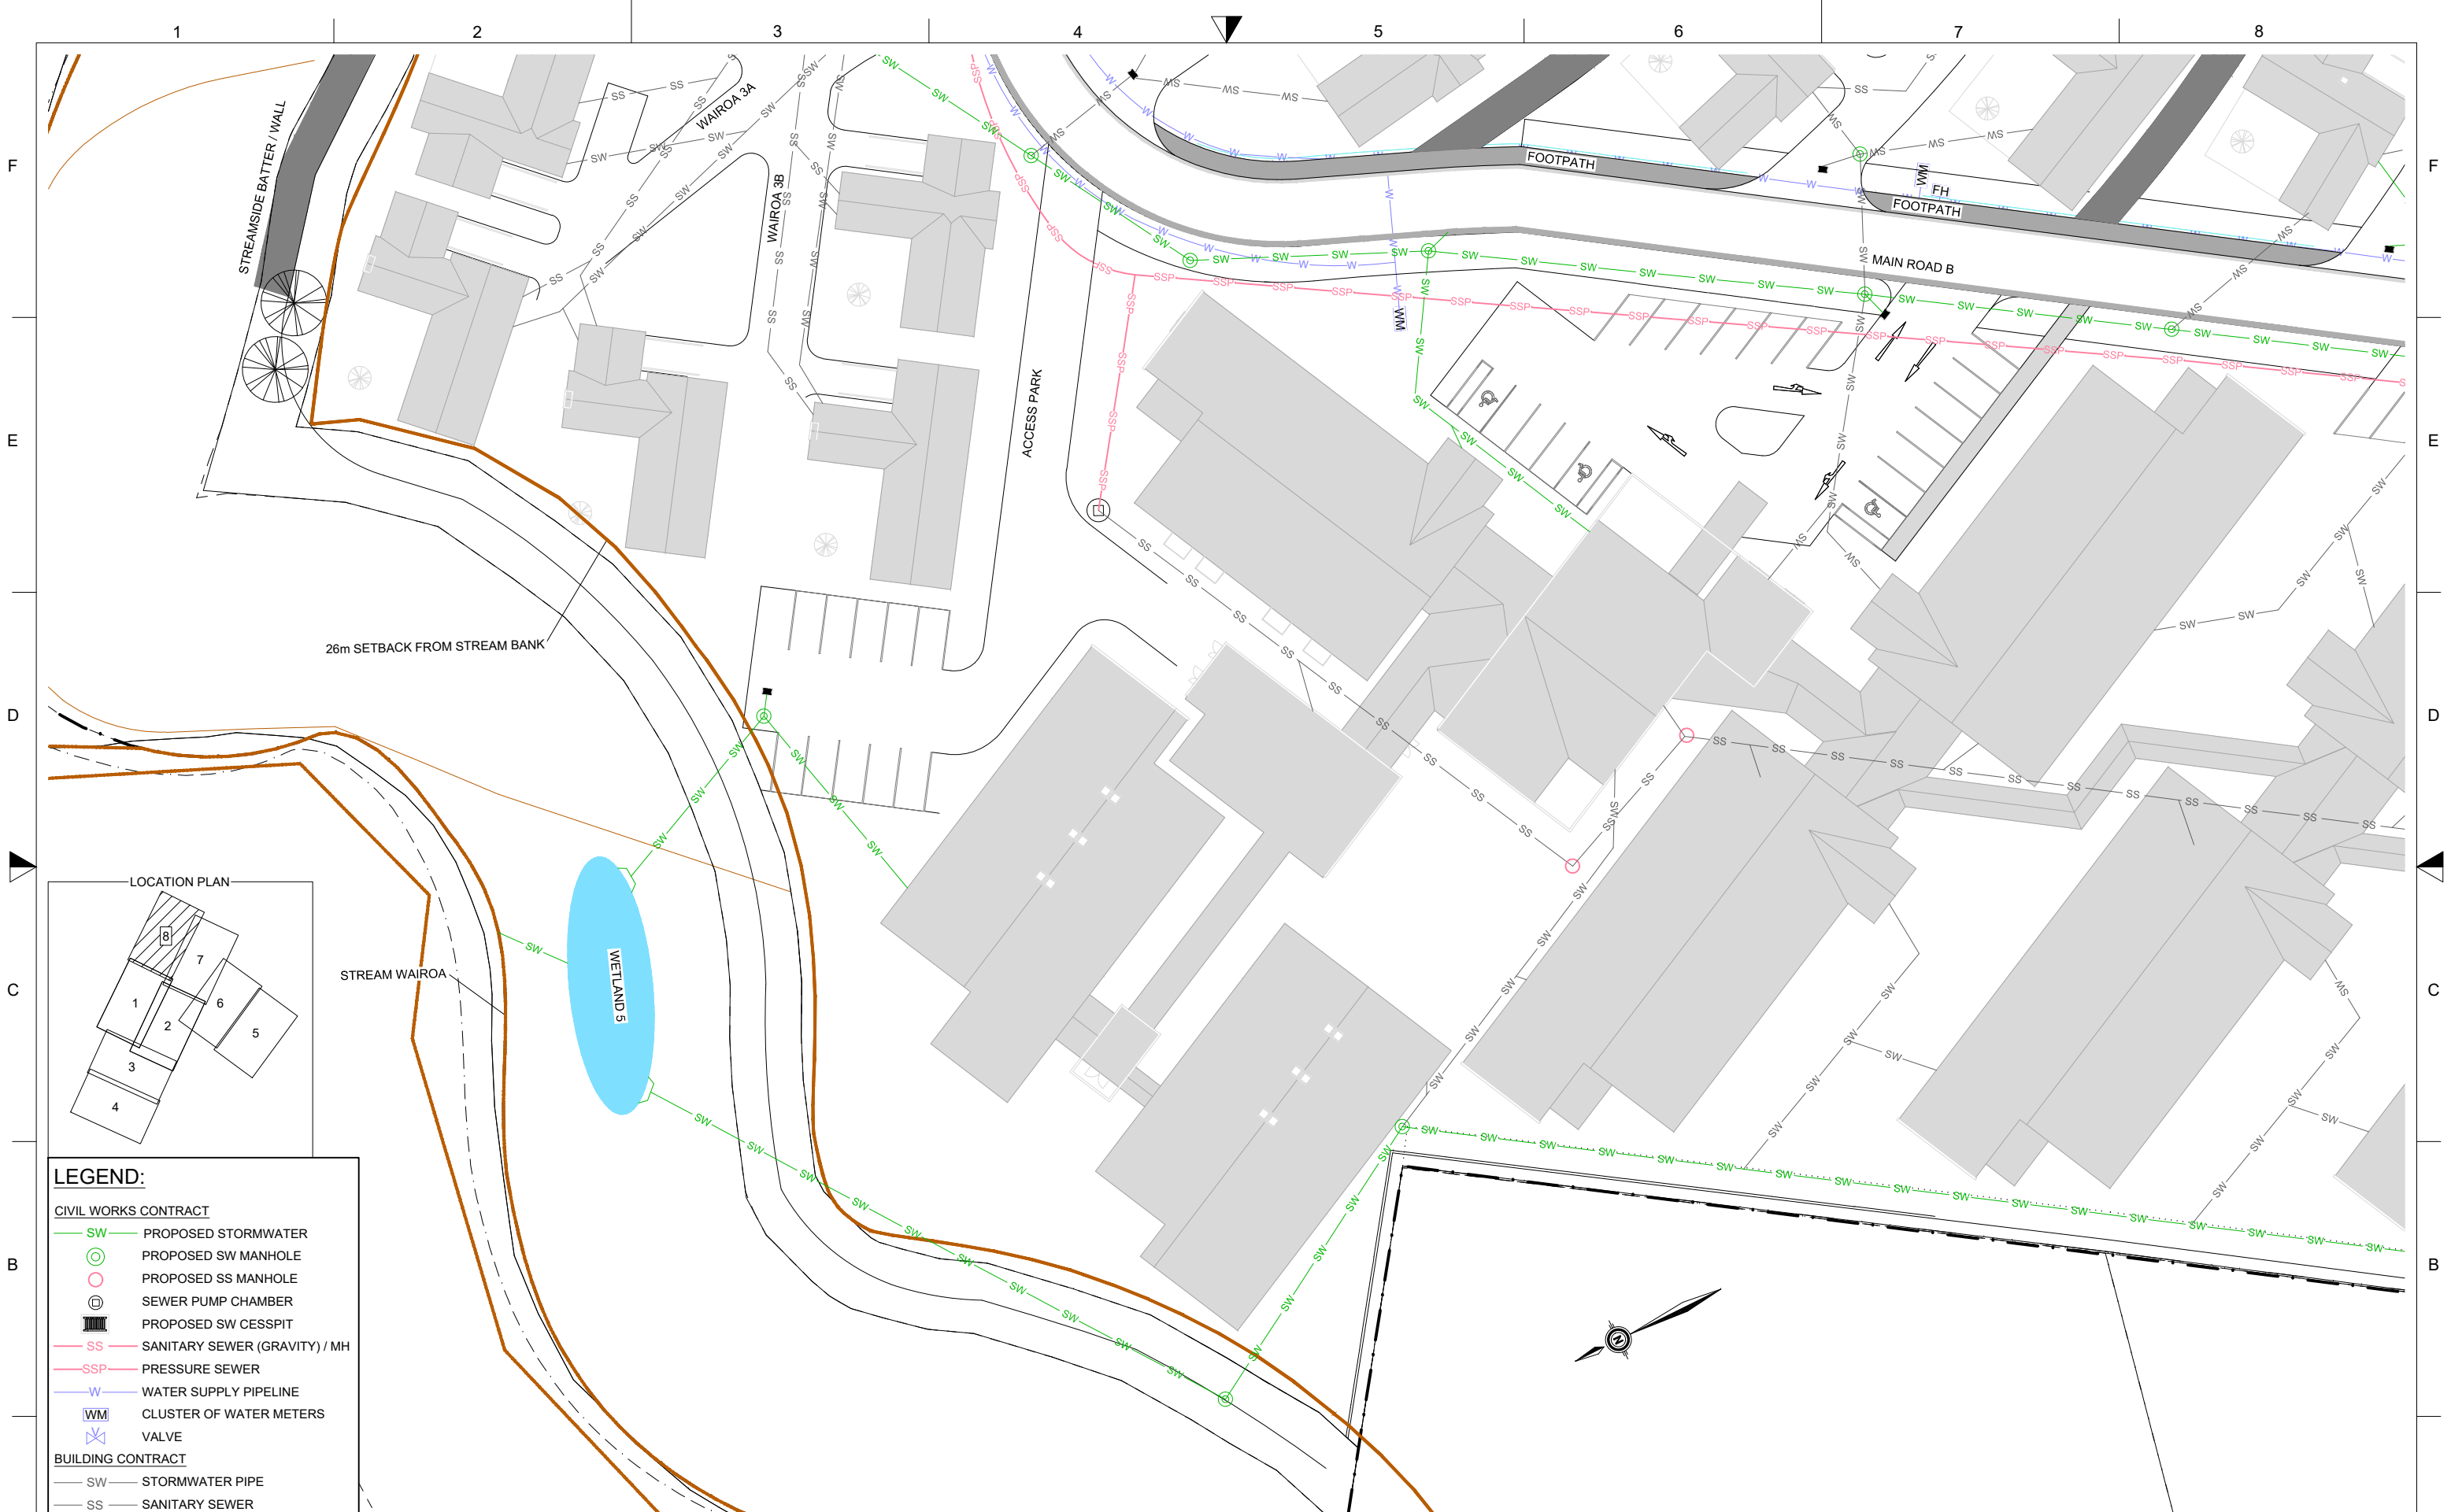 1 2 3 4 5 6 7 8
F F
E E
D D
C C
B B
STREAMSIDE BATTER / WALL
WAIROA 3A
WAIROA 3B
ACCESS PARK
FOOTPATH
WM
FH
FOOTPATH
MAIN ROAD B
WM
26m SETBACK FROM STREAM BANK
STREAM WAIROA
WETLAND 5
SW
SS
SSP
W
N
LOCATION PLAN
8
7
1
6
2
5
3
4
LEGEND:
CIVIL WORKS CONTRACT
SW PROPOSED STORMWATER
PROPOSED SW MANHOLE
PROPOSED SS MANHOLE
SEWER PUMP CHAMBER
PROPOSED SW CESSPIT
SS SANITARY SEWER (GRAVITY) / MH
SSP PRESSURE SEWER
W WATER SUPPLY PIPELINE
WM CLUSTER OF WATER METERS
V VALVE
BUILDING CONTRACT
SW STORMWATER PIPE
SS SANITARY SEWER